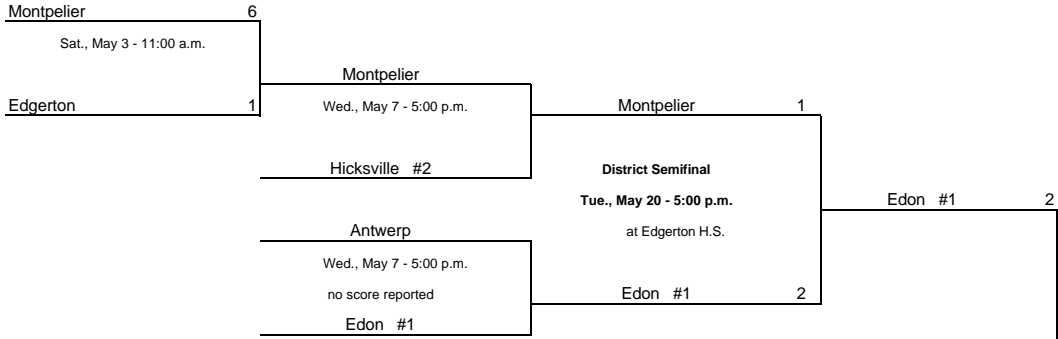 Montpelier 6
Sat., May 3 - 11:00 a.m.
Montpelier
Edgerton 1
Wed., May 7 - 5:00 p.m.
Montpelier 1
Hicksville #2
District Semifinal
Tue., May 20 - 5:00 p.m.
Edon #1 2
Antwerp
at Edgerton H.S.
Wed., May 7 - 5:00 p.m.
no score reported
Edon #1 2
Edon #1